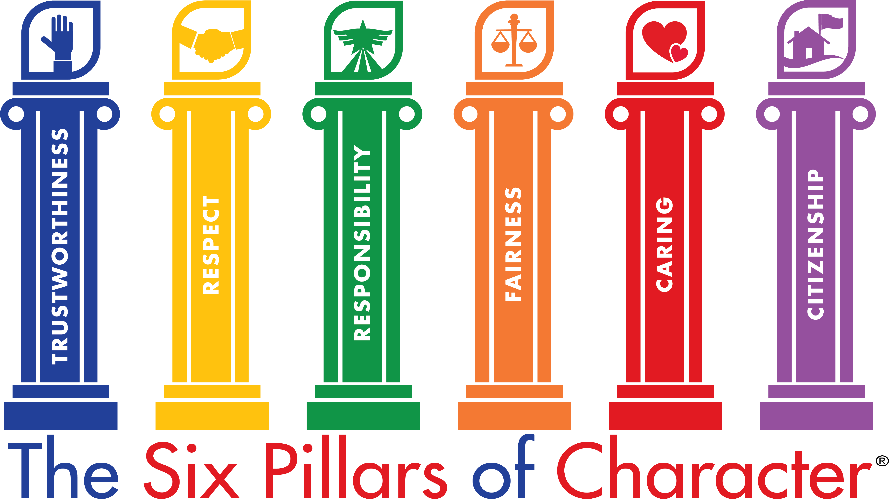 TRUSTWORTHINESS
RESPECT
RESPONSIBILITY
FAIRNESS
CARING
CITIZENSHIP
The Six Pillars of Character®